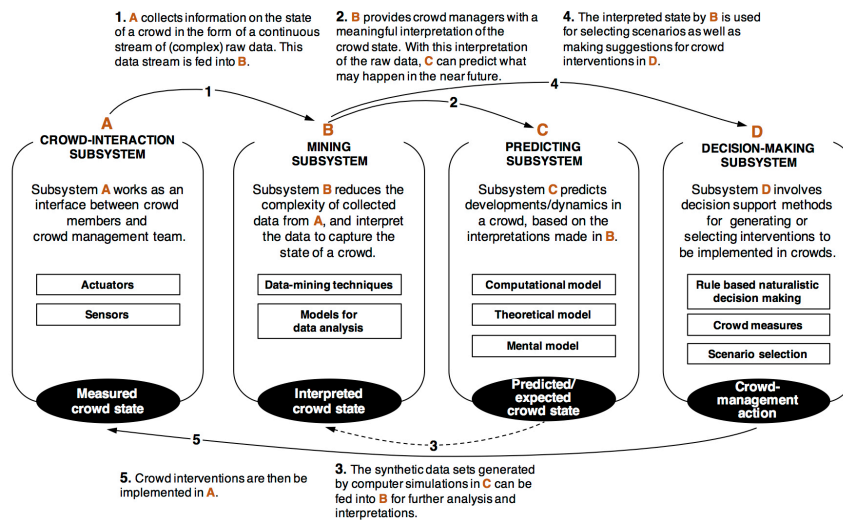 1. A collects information on the state
of a crowd in the form of a continuous
stream of (complex) raw data. This
data stream is fed into B.
2. B provides crowd managers with a
meaningful interpretation of the
crowd state. With this interpretation
of the raw data, C can predict what
may happen in the near future.
4. The interpreted state by B is used
for selecting scenarios as well as
making suggestions for crowd
interventions in D.
1
2
4
A
CROWD-INTERACTION
SUBSYSTEM
Subsystem A works as an
interface between crowd
members and
crowd management team.
Actuators
Sensors
Measured
crowd state
B
MINING
SUBSYSTEM
Subsystem B reduces the
complexity of collected
data from A, and interpret
the data to capture the
state of a crowd.
Data-mining techniques
Models for
data analysis
Interpreted
crowd state
C
PREDICTING
SUBSYSTEM
Subsystem C predicts
developments/dynamics in
a crowd, based on the
interpretations made in B.
Computational model
Theoretical model
Mental model
Predicted/
expected
crowd state
D
DECISION-MAKING
SUBSYSTEM
Subsystem D involves
decision support methods
for generating or
selecting interventions to
be implemented in crowds.
Rule based naturalistic
decision making
Crowd measures
Scenario selection
Crowd-
management
action
5
3
5. Crowd interventions are then be
implemented in A.
3. The synthetic data sets generated
by computer simulations in C can be
fed into B for further analysis and
interpretations.